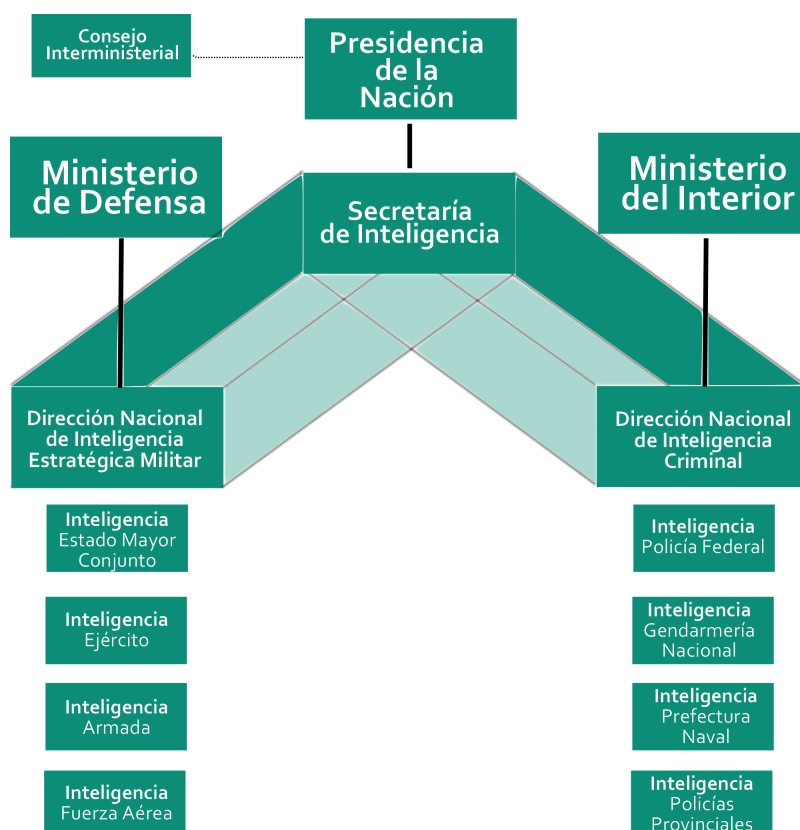 Consejo
Interministerial
Presidencia
de la
Nación
Ministerio
de Defensa
Secretaría
de Inteligencia
Ministerio
del Interior
Dirección Nacional
de Inteligencia
Estratégica Militar
Dirección Nacional
de Inteligencia
Criminal
Inteligencia
Estado Mayor
Conjunto
Inteligencia
Ejército
Inteligencia
Armada
Inteligencia
Fuerza Aérea
Inteligencia
Policía Federal
Inteligencia
Gendarmería
Nacional
Inteligencia
Prefectura
Naval
Inteligencia
Policías
Provinciales